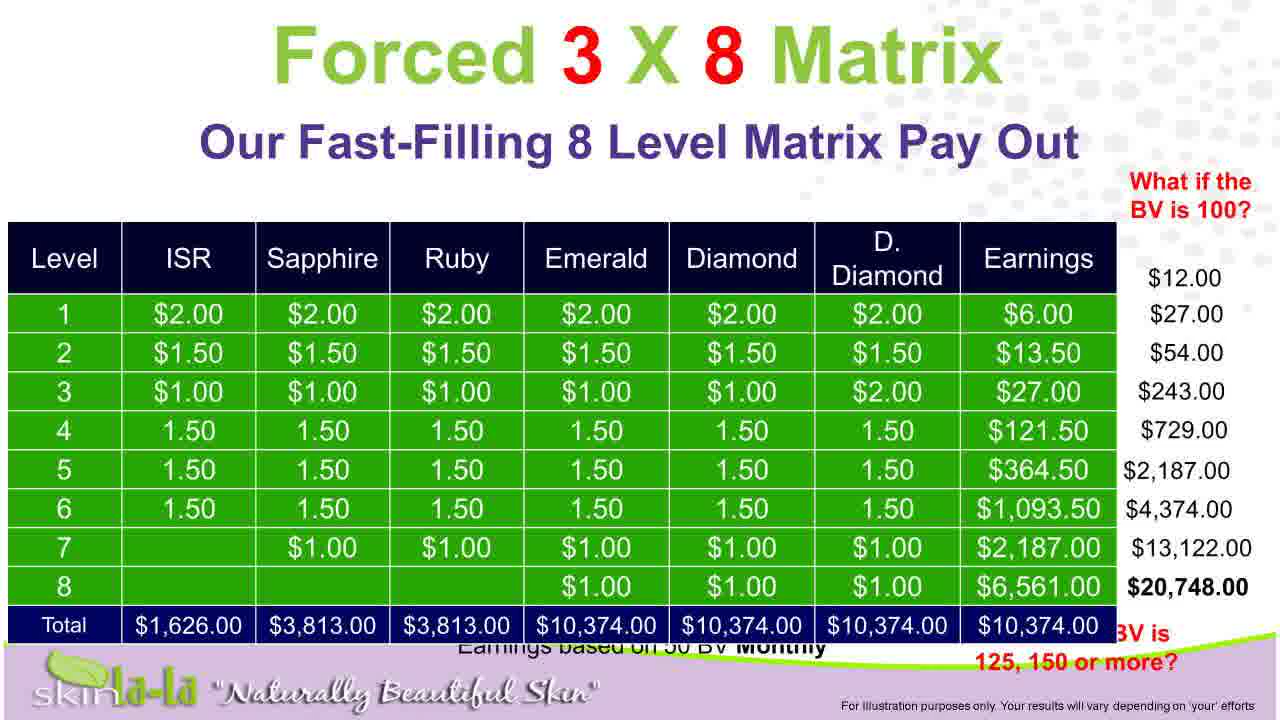 Forced 3 X 8 Matrix
Our Fast-Filling 8 Level Matrix Pay Out
What if the
BV is 100?
Level ISR Sapphire Ruby Emerald Diamond D. Diamond Earnings
$12.00
1 $2.00 $2.00 $2.00 $2.00 $2.00 $2.00 $6.00 $27.00
2 $1.50 $1.50 $1.50 $1.50 $1.50 $1.50 $13.50 $54.00
3 $1.00 $1.00 $1.00 $1.00 $1.00 $2.00 $27.00 $243.00
4 1.50 1.50 1.50 1.50 1.50 1.50 $121.50 $729.00
5 1.50 1.50 1.50 1.50 1.50 1.50 $364.50 $2,187.00
6 1.50 1.50 1.50 1.50 1.50 1.50 $1,093.50 $4,374.00
7 $1.00 $1.00 $1.00 $1.00 $1.00 $2,187.00 $13,122.00
8 $1.00 $1.00 $1.00 $6,561.00 $20,748.00
Total $1,626.00 $3,813.00 $3,813.00 $10,374.00 $10,374.00 $10,374.00 $10,374.00
BV is
Earnings based on 50 BV Monthly
125, 150 or more?
skin la-la "Naturally Beautiful Skin"
For Illustration purposes only. Your results will vary depending on 'your' efforts